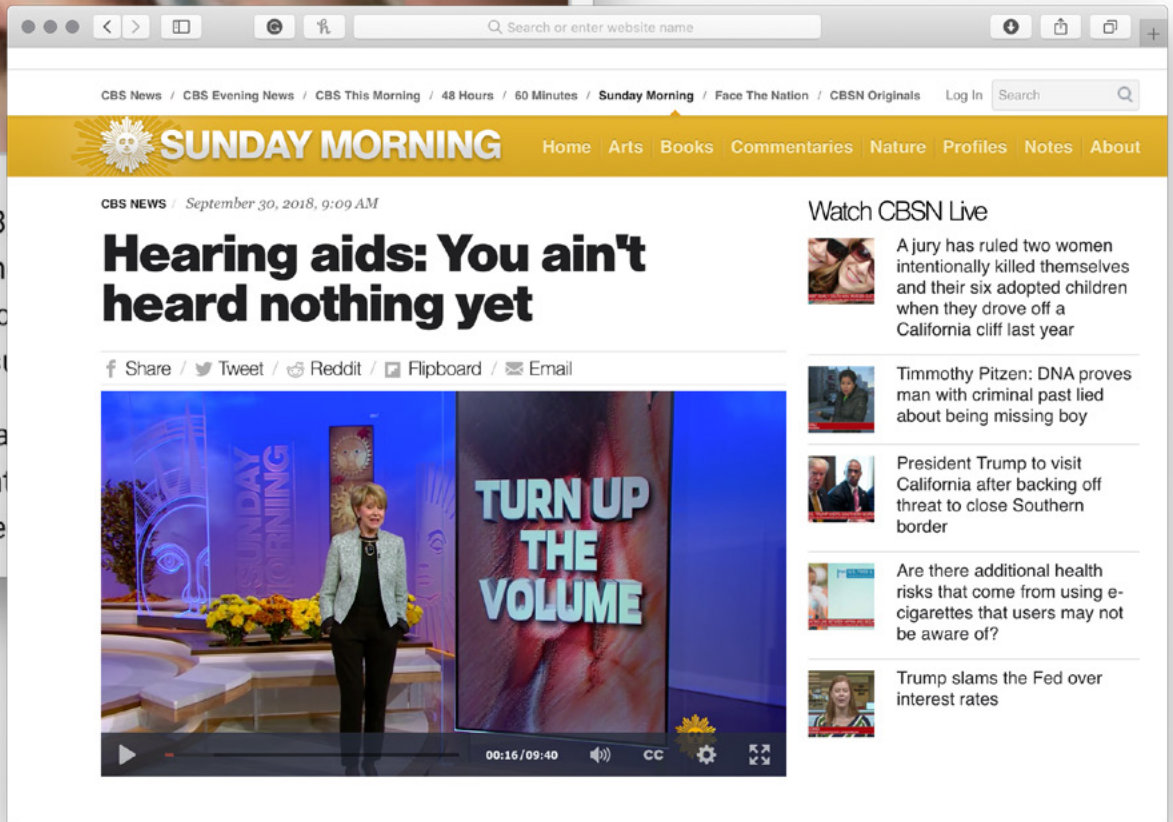 Search or enter website name
CBS News / CBS Evening News / CBS This Morning / 48 Hours / 60 Minutes / Sunday Morning / Face The Nation / CBSN Originals Log In Search
SUNDAY MORNING Home Arts Books Commentaries Nature Profiles Notes About
CBS NEWS / September 30, 2018, 9:09 AM
Hearing aids: You ain't
heard nothing yet
Share / Tweet / Reddit / Flipboard / Email
SUNDAY
MORNING
TURN UP
THE
VOLUME
00:16/09:40 CC
Watch CBSN Live
A jury has ruled two women
intentionally killed themselves
and their six adopted children
when they drove off a
California cliff last year
Timmothy Pitzen: DNA proves
man with criminal past lied
about being missing boy
President Trump to visit
California after backing off
threat to close Southern
border
Are there additional health
risks that come from using e-
cigarettes that users may not
be aware of?
Trump slams the Fed over
interest rates